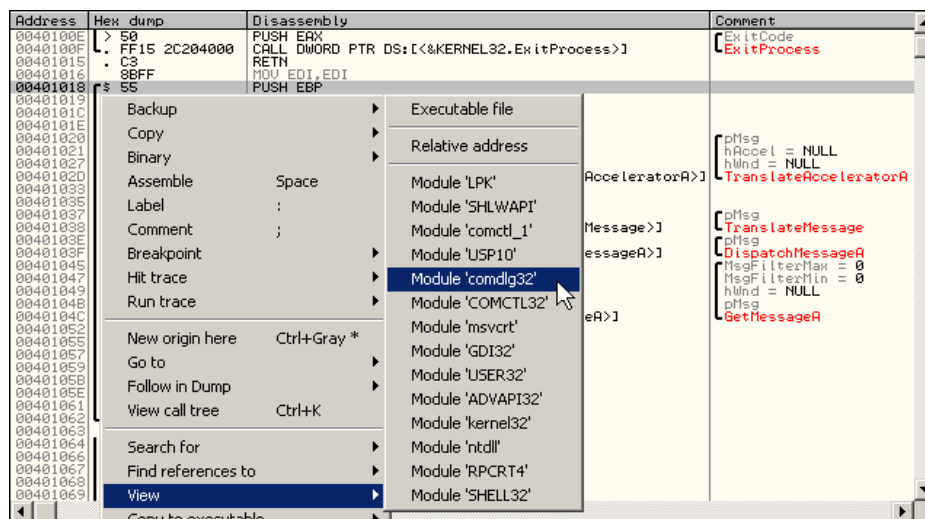 Address Hex dump Disassembly Comment
0040100E > 50 PUSH EAX ExitCode
0040100F . FF15 2C204000 CALL DWORD PTR DS:[<&KERNEL32.ExitProcess>] ExitProcess
00401015 . C3 RETN
00401016 8BFF MOV EDI,EDI
00401018 $ 55 PUSH EBP
00401019
0040101C
0040101E
00401020 pMsg
00401021 hAccel = NULL
00401027 hWnd = NULL
0040102D AcceleratorA>] TranslateAcceleratorA
00401033
00401035
00401037 pMsg
00401038 Message>] TranslateMessage
0040103E pMsg
0040103F essageA>] DispatchMessageA
00401045 MsgFilterMax = 0
00401047 MsgFilterMin = 0
00401049 hWnd = NULL
0040104B pMsg
0040104C eA>] GetMessageA
00401052
00401055
00401057
00401059
0040105B
0040105E
00401061
00401062
00401063
00401064
00401066
00401067
00401068
00401069
Backup
Copy
Binary
Assemble Space
Label :
Comment ;
Breakpoint
Hit trace
Run trace
New origin here Ctrl+Gray *
Go to
Follow in Dump
View call tree Ctrl+K
Search for
Find references to
View
Copy to executable
Executable file
Relative address
Module 'LPK'
Module 'SHLWAPI'
Module 'comctl_1'
Module 'USP10'
Module 'comdlg32'
Module 'COMCTL32'
Module 'msvcrt'
Module 'GDI32'
Module 'USER32'
Module 'ADVAPI32'
Module 'kernel32'
Module 'ntdll'
Module 'RPCRT4'
Module 'SHELL32'